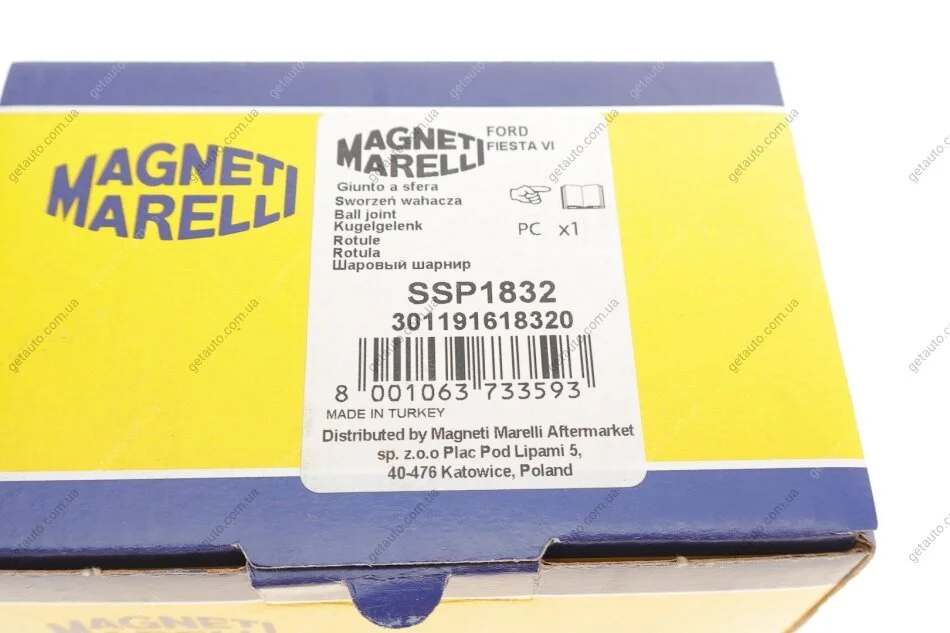 MAGNETI
MARELLI
MAGNETI
MARELLI
FORD
FIESTA VI
Giunto a sfera
Sworzeń wahacza
Ball joint
Kugelgelenk
Rotule
Rotula
Шаровый шарнир
PC x1
SSP1832
301191618320
8 001063 733593
MADE IN TURKEY
Distributed by Magneti Marelli Aftermarket
sp. z.o.o Plac Pod Lipami 5,
40-476 Katowice, Poland
MAGNETI
getauto.com.ua